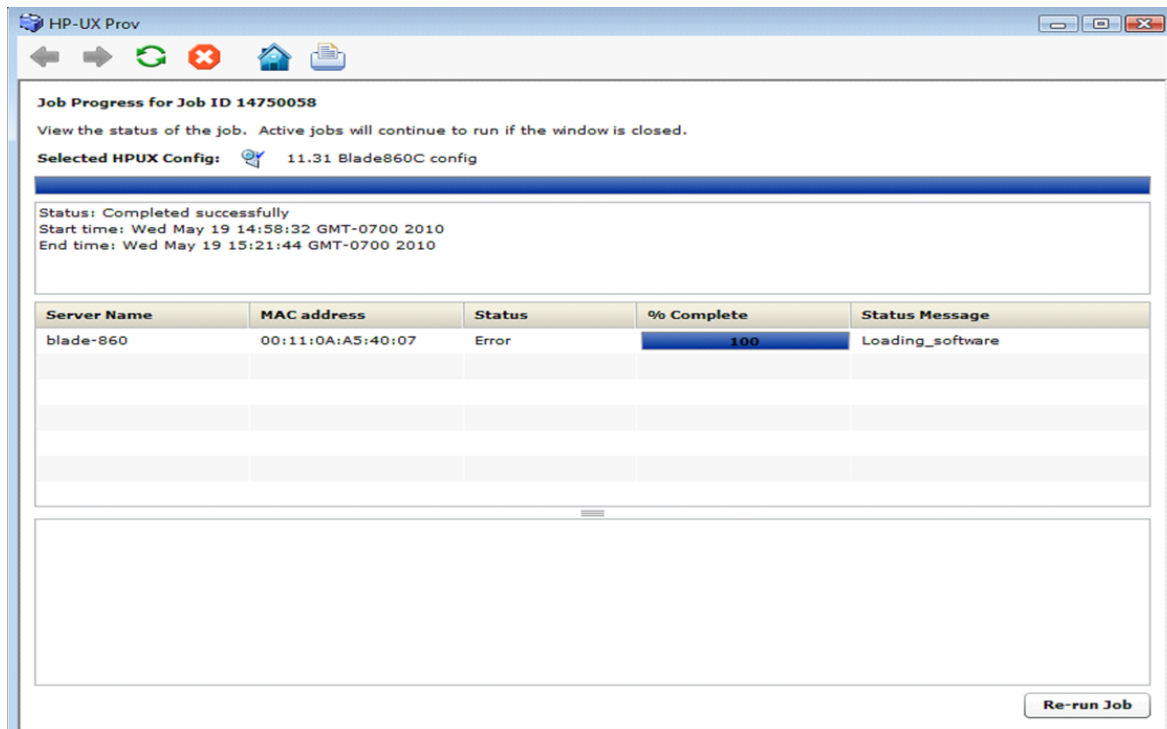 HP-UX Prov
Job Progress for Job ID 14750058
View the status of the job. Active jobs will continue to run if the window is closed.
Selected HPUX Config: 11.31 Blade860C config
Status: Completed successfully
Start time: Wed May 19 14:58:32 GMT-0700 2010
End time: Wed May 19 15:21:44 GMT-0700 2010
Server Name MAC address Status % Complete Status Message
blade-860 00:11:0A:A5:40:07 Error 100 Loading_software
Re-run Job